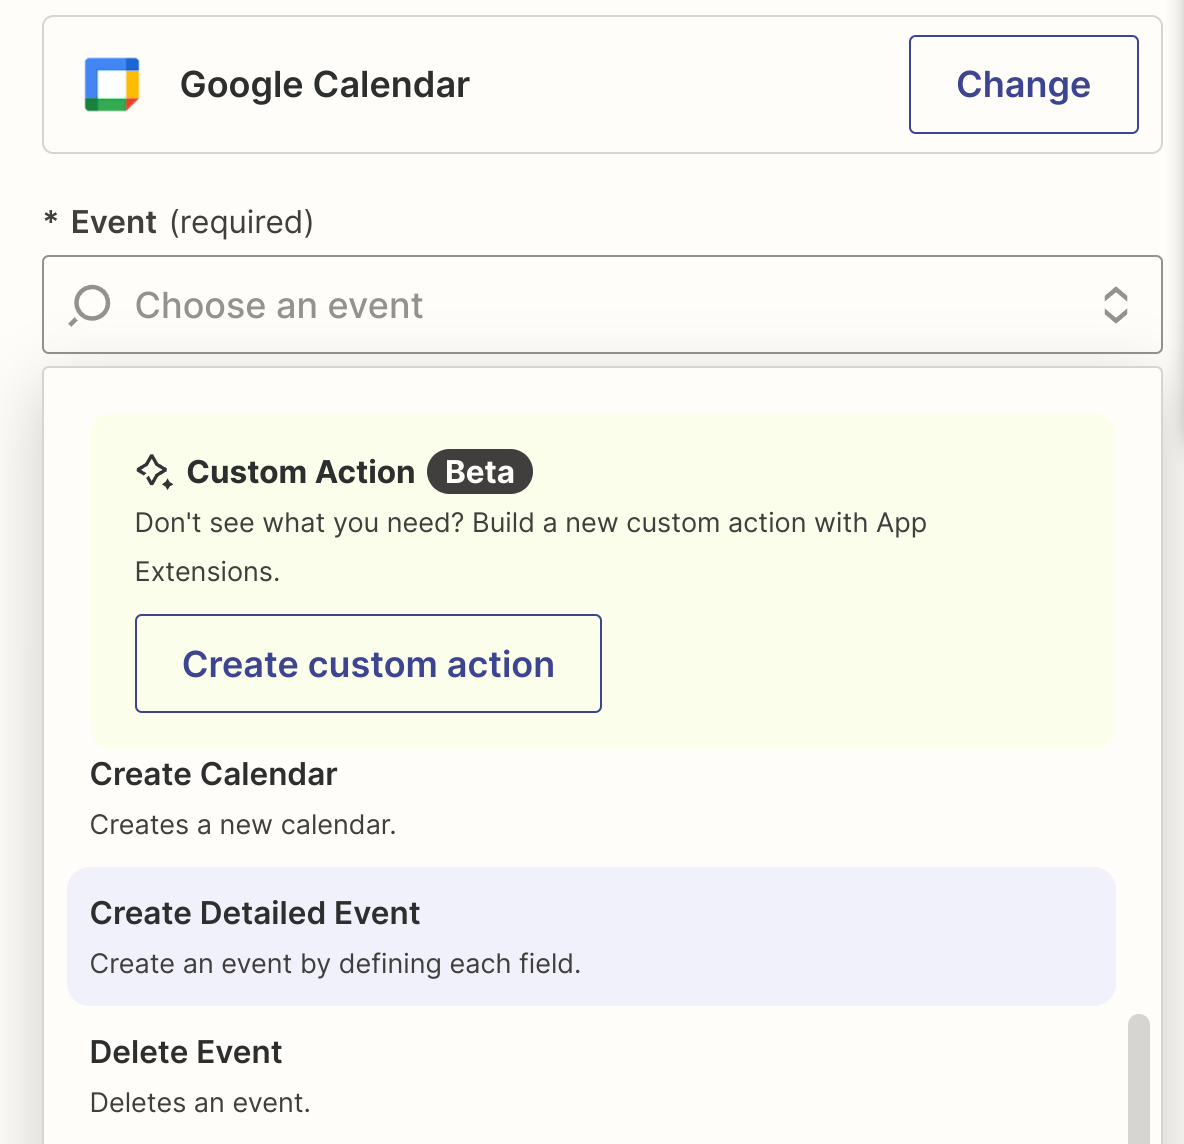 Google Calendar
Change
* Event (required)
Choose an event
Custom Action Beta
Don't see what you need? Build a new custom action with App
Extensions.
Create custom action
Create Calendar
Creates a new calendar.
Create Detailed Event
Create an event by defining each field.
Delete Event
Deletes an event.